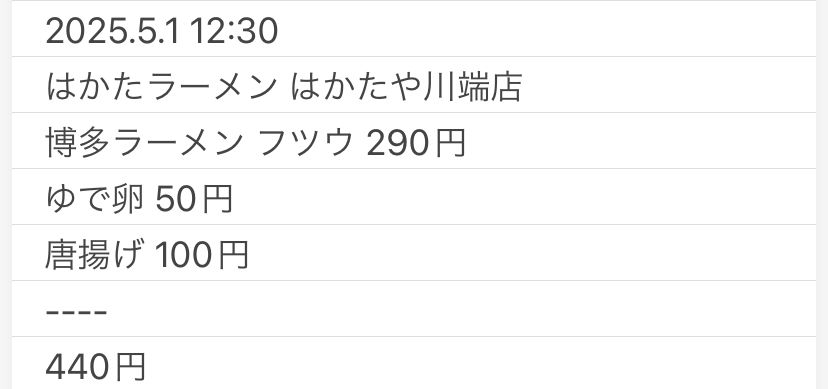 2025.5.1 12:30
はかたラーメン はかたや川端店
博多ラーメン フツウ 290円
ゆで卵 50円
唐揚げ 100円
----
440円